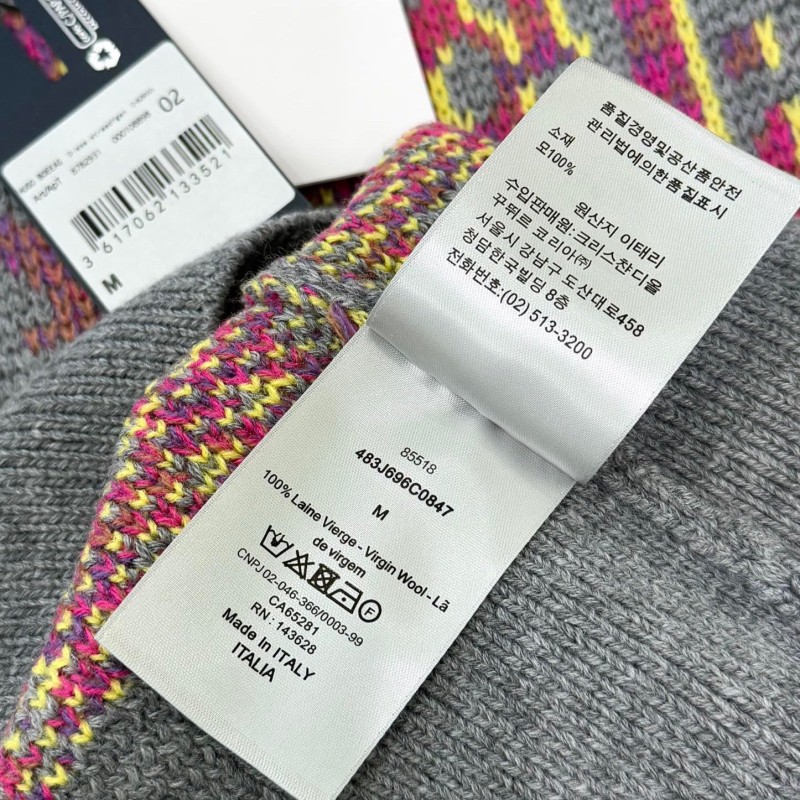 02
3617062133521
M
품질경영및공산품안전
관리법에의한품질표시
소재
모100%
원산지 이태리
수입판매원:크리스챤디올
꾸뛰르 코리아㈜
서울시 강남구 도산대로458
청담한국빌딩 8층
전화번호:(02) 513-3200
85518
483J696C0847
M
100% Laine Vierge - Virgin Wool - Lã
de virgem
F
CNPJ 02-046-366/0003-99
CA65281
RN : 143628
Made In ITALY
ITALIA